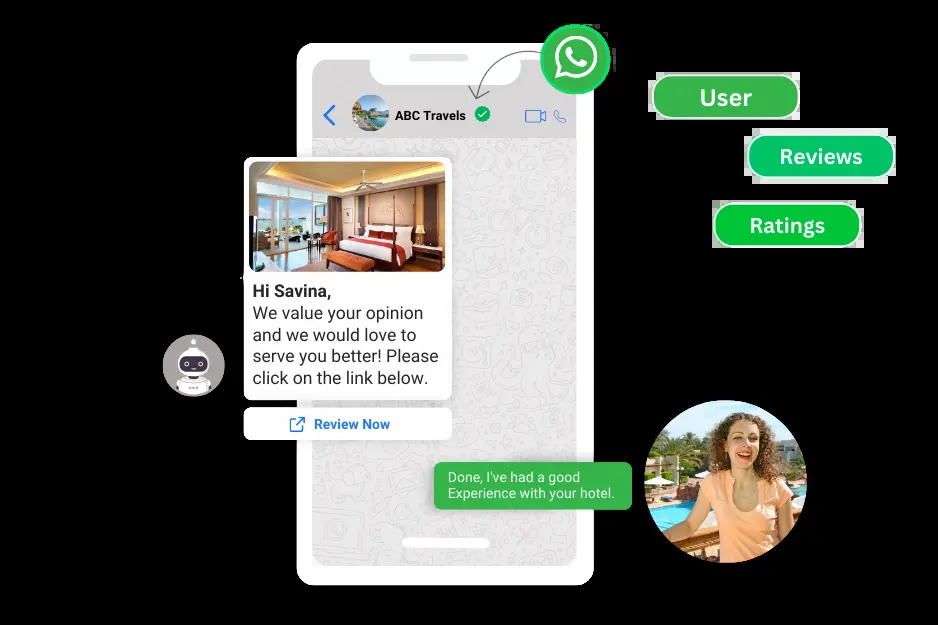 ABC Travels
User
Reviews
Ratings
Hi Savina,
We value your opinion
and we would love to
serve you better! Please
click on the link below.
Review Now
Done, I've had a good
Experience with your hotel.